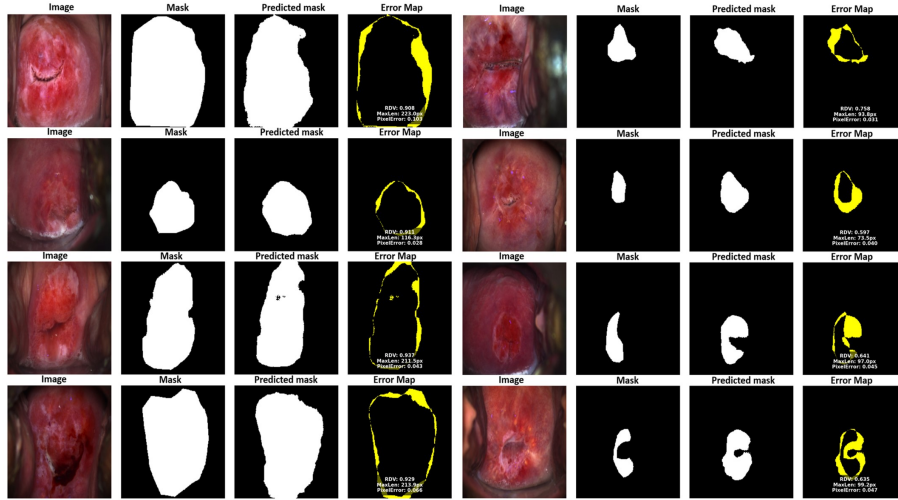 Image Mask Predicted mask Error Map Image Mask Predicted mask Error Map
RDV: 0.908
MaxLen: 223.0px
PixelError: 0.103
RDV: 0.758
MaxLen: 93.8px
PixelError: 0.031
Image Mask Predicted mask Error Map Image Mask Predicted mask Error Map
RDV: 0.911
MaxLen: 116.3px
PixelError: 0.028
RDV: 0.597
MaxLen: 73.5px
PixelError: 0.040
Image Mask Predicted mask Error Map Image Mask Predicted mask Error Map
RDV: 0.937
MaxLen: 211.5px
PixelError: 0.043
RDV: 0.641
MaxLen: 97.0px
PixelError: 0.045
Image Mask Predicted mask Error Map Image Mask Predicted mask Error Map
RDV: 0.929
MaxLen: 213.9px
PixelError: 0.066
RDV: 0.635
MaxLen: 99.2px
PixelError: 0.047